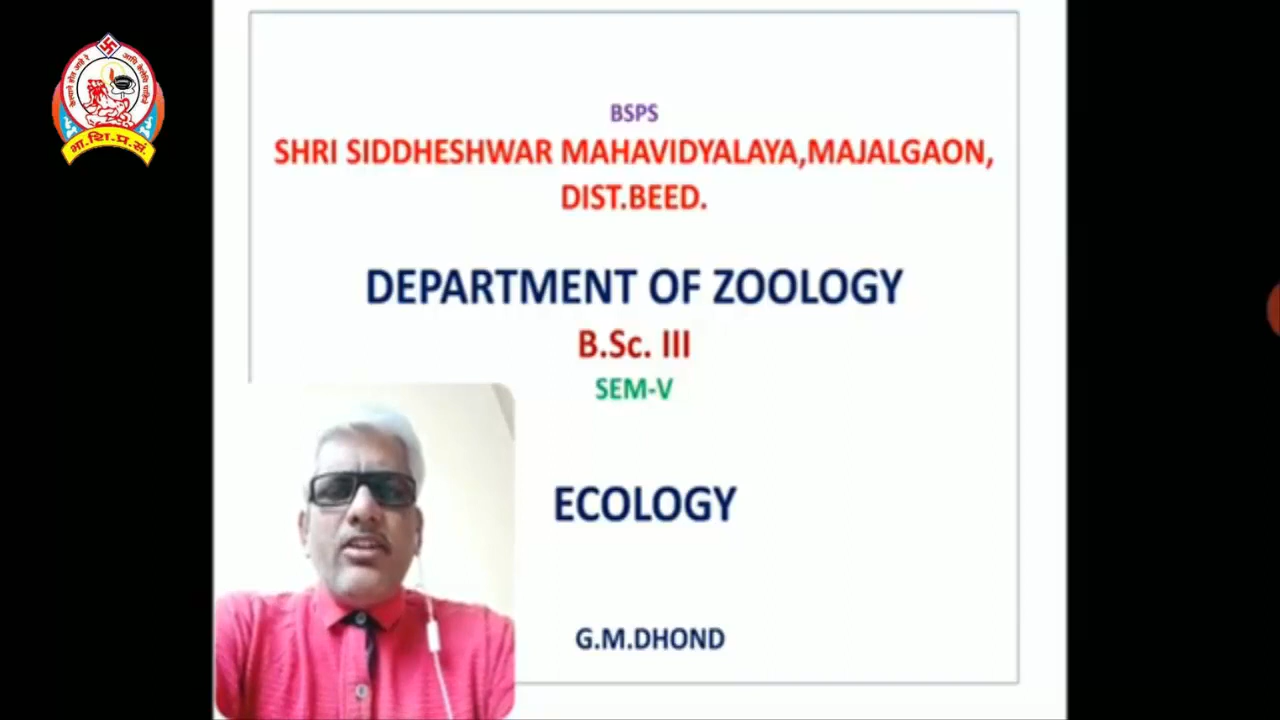 भा.शि.प्र.सं.
BSPS
SHRI SIDDHESHWAR MAHAVIDYALAYA,MAJALGAON,
DIST.BEED.
DEPARTMENT OF ZOOLOGY
B.Sc. III
SEM-V
ECOLOGY
G.M.DHOND